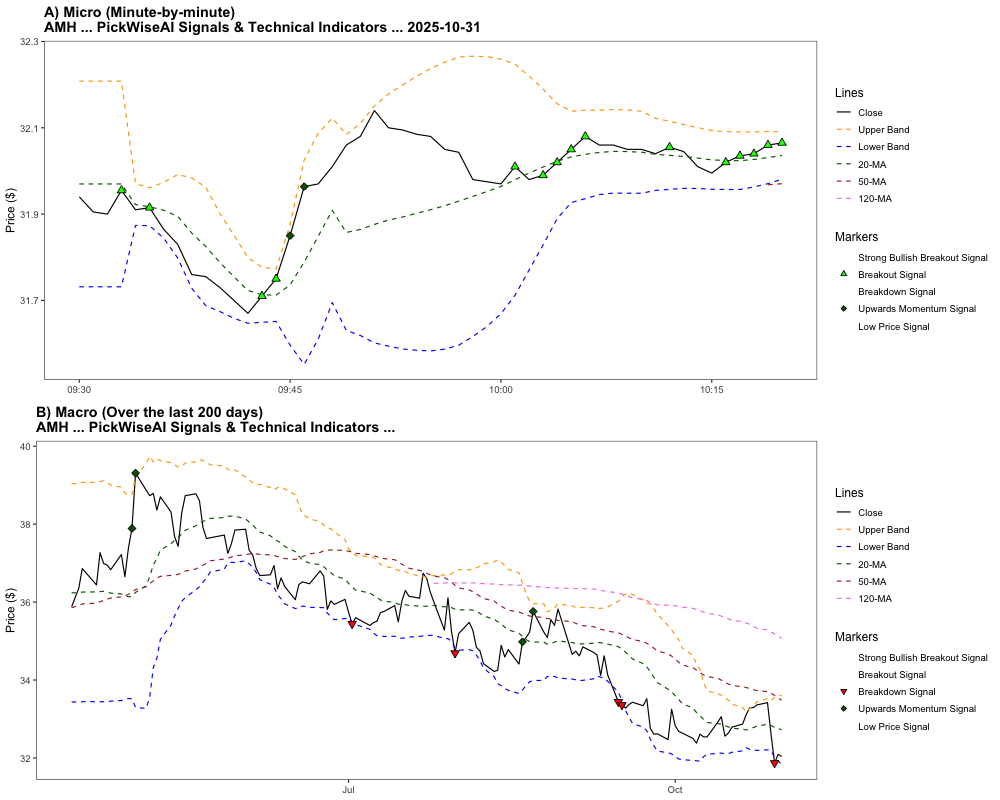 A) Micro (Minute-by-minute)
AMH ... PickWiseAI Signals & Technical Indicators ... 2025-10-31
32.3
32.1
31.9
31.7
Price ($)
09:30
09:45
10:00
10:15
Lines
Close
Upper Band
Lower Band
20-MA
50-MA
120-MA
Markers
Strong Bullish Breakout Signal
Breakout Signal
Breakdown Signal
Upwards Momentum Signal
Low Price Signal
B) Macro (Over the last 200 days)
AMH ... PickWiseAI Signals & Technical Indicators ...
40
38
36
34
32
Price ($)
Jul
Oct
Lines
Close
Upper Band
Lower Band
20-MA
50-MA
120-MA
Markers
Strong Bullish Breakout Signal
Breakout Signal
Breakdown Signal
Upwards Momentum Signal
Low Price Signal